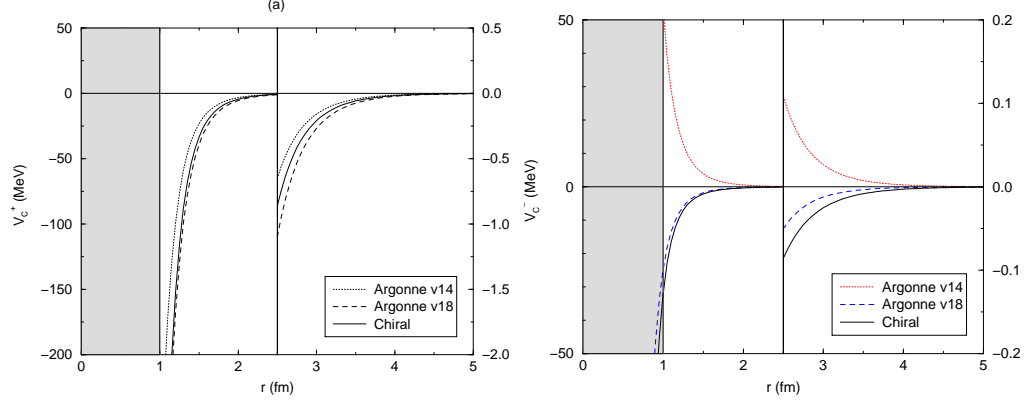 (a)
50
0
−50
−100
−150
−200
0.5
0.0
−0.5
−1.0
−1.5
−2.0
0 1 2 3 4 5
V_C^+ (MeV)
r (fm)
Argonne v14
Argonne v18
Chiral
50
0
−50
0.2
0.1
0.0
−0.1
−0.2
0 1 2 3 4 5
V_C^- (MeV)
r (fm)
Argonne v14
Argonne v18
Chiral